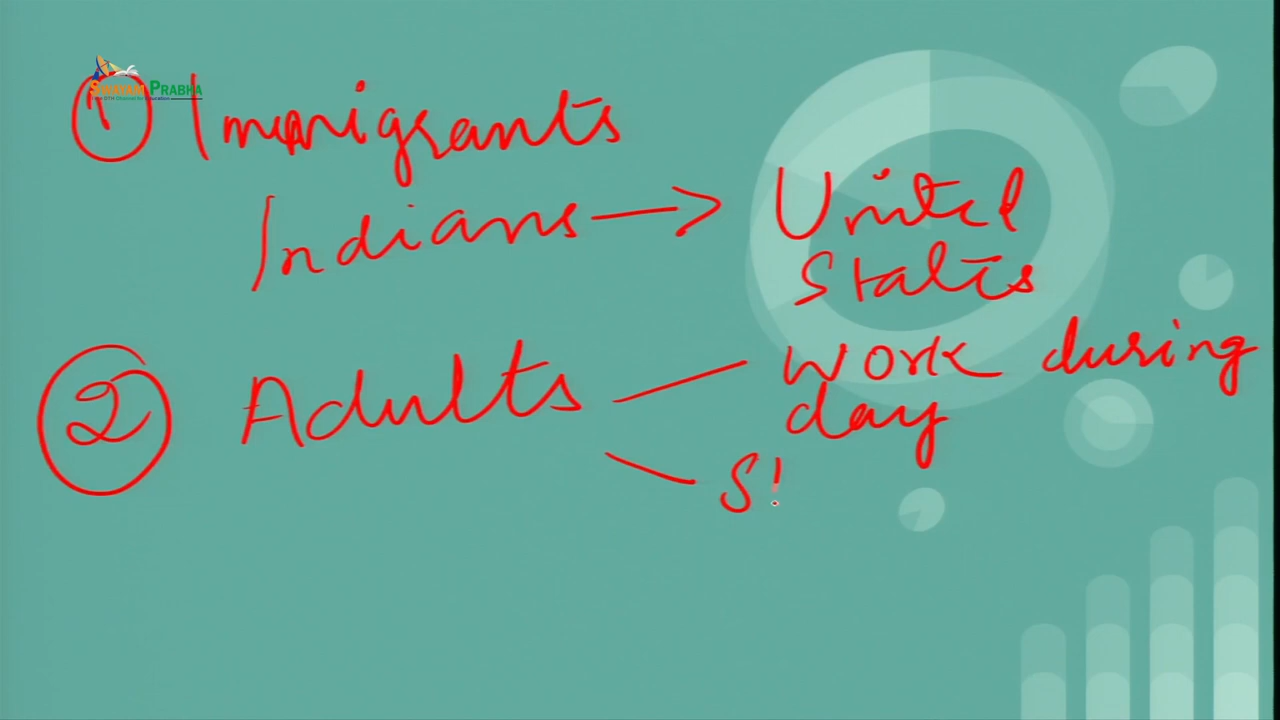 SWAYAM PRABHA
① Immigrants
Indians → United
States
② Adults — work during
day
S